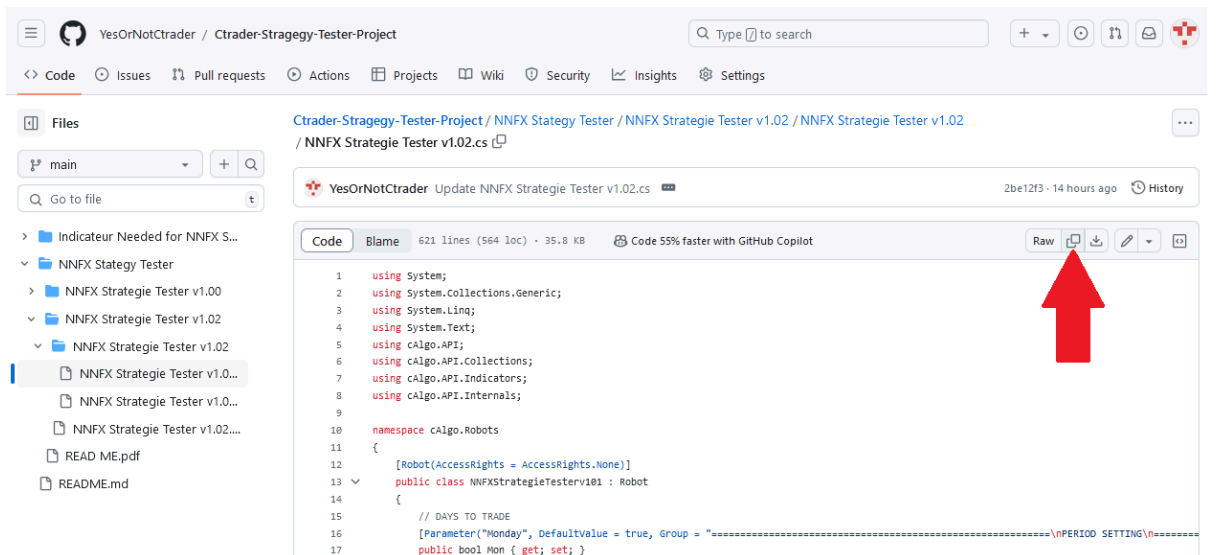 YesOrNotCtrader / Ctrader-Stragegy-Tester-Project
Type / to search
Code Issues Pull requests Actions Projects Wiki Security Insights Settings
Files
main
Go to file t
Indicateur Needed for NNFX S...
NNFX Stategy Tester
NNFX Strategie Tester v1.00
NNFX Strategie Tester v1.02
NNFX Strategie Tester v1.02
NNFX Strategie Tester v1.0...
NNFX Strategie Tester v1.0...
NNFX Strategie Tester v1.02....
READ ME.pdf
README.md
Ctrader-Stragegy-Tester-Project / NNFX Stategy Tester / NNFX Strategie Tester v1.02 / NNFX Strategie Tester v1.02
/ NNFX Strategie Tester v1.02.cs
YesOrNotCtrader Update NNFX Strategie Tester v1.02.cs 2be12f3 · 14 hours ago History
Code Blame 621 lines (564 loc) · 35.8 KB Code 55% faster with GitHub Copilot Raw
1 using System;
2 using System.Collections.Generic;
3 using System.Linq;
4 using System.Text;
5 using cAlgo.API;
6 using cAlgo.API.Collections;
7 using cAlgo.API.Indicators;
8 using cAlgo.API.Internals;
9
10 namespace cAlgo.Robots
11 {
12 [Robot(AccessRights = AccessRights.None)]
13 public class NNFXStrategieTesterv101 : Robot
14 {
15 // DAYS TO TRADE
16 [Parameter("Monday", DefaultValue = true, Group = "==========================================================\nPERIOD SETTING\n========
17 public bool Mon { get; set; }